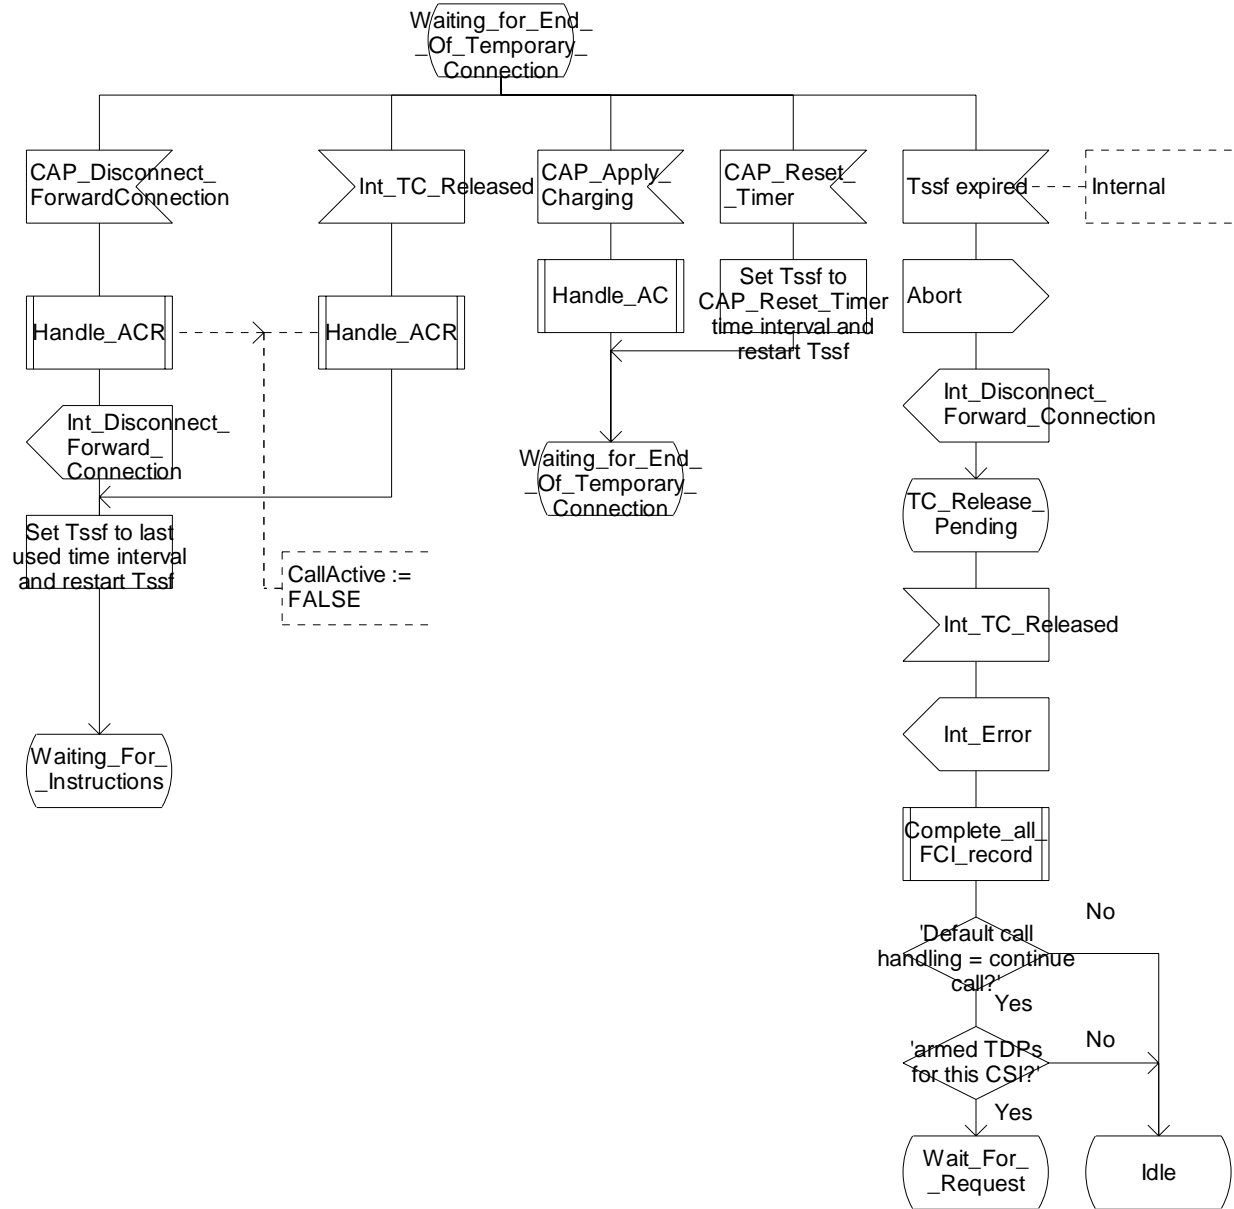 Waiting_for_End_
_Of_Temporary_
Connection
CAP_Disconnect_
ForwardConnection
Int_TC_Released
CAP_Apply_
Charging
CAP_Reset_
_Timer
Tssf expired
Internal
Handle_ACR
Handle_ACR
Handle_AC
Set Tssf to
CAP_Reset_Timer
time interval and
restart Tssf
Abort
Int_Disconnect_
Forward_
Connection
Int_Disconnect_
Forward_Connection
Waiting_for_End_
_Of_Temporary_
Connection
TC_Release_
Pending
Set Tssf to last
used time interval
and restart Tssf
CallActive :=
FALSE
Int_TC_Released
Waiting_For_
_Instructions
Int_Error
Complete_all_
FCI_record
'Default call
handling = continue
call?'
No
Yes
'armed TDPs
for this CSI?'
No
Yes
Wait_For_
_Request
Idle